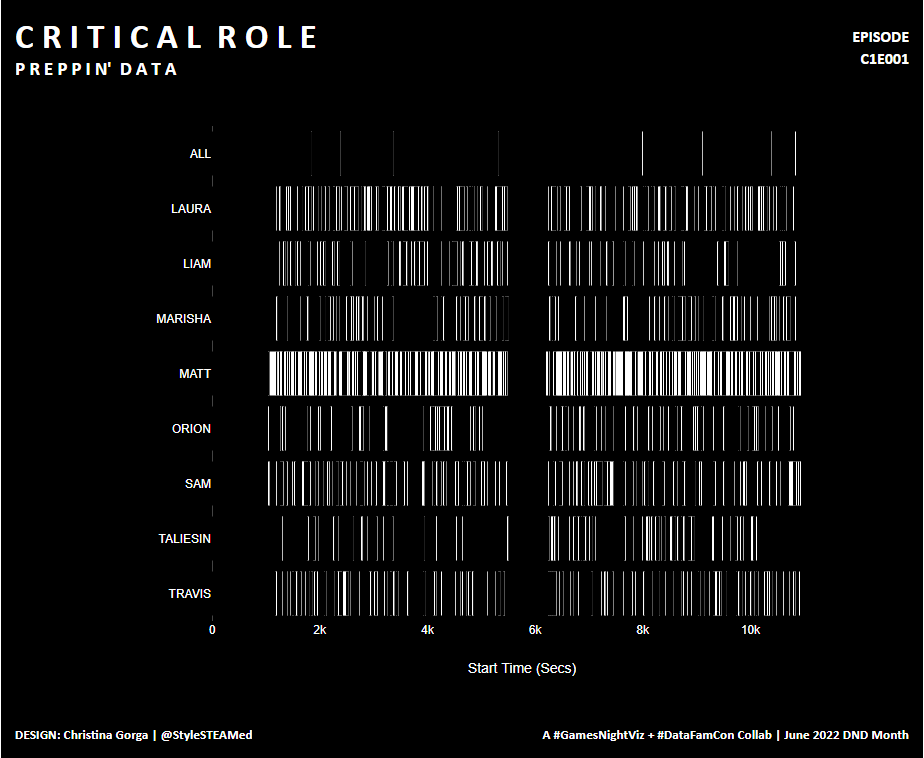 CRITICAL ROLE
PREPPIN' DATA
EPISODE
C1E001
ALL
LAURA
LIAM
MARISHA
MATT
ORION
SAM
TALIESIN
TRAVIS
0 2k 4k 6k 8k 10k
Start Time (Secs)
DESIGN: Christina Gorga | @StyleSTEAMed
A #GamesNightViz + #DataFamCon Collab | June 2022 DND Month